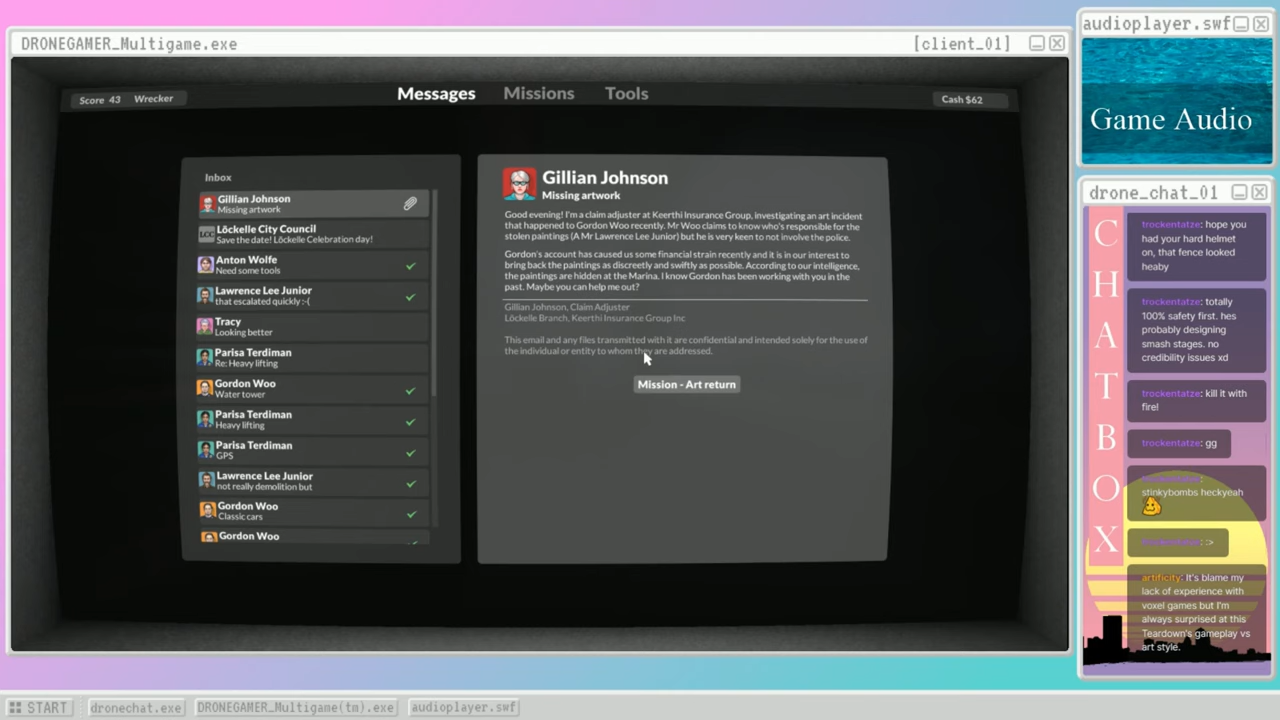 DRONEGAMER_Multigame.exe
[client_01]
Score 43 Wrecker
Messages Missions Tools
Cash $62
Inbox
Gillian Johnson
Missing artwork
LCC
Löckelle City Council
Save the date! Löckelle Celebration day!
Anton Wolfe
Need some tools
Lawrence Lee Junior
that escalated quickly :-(
Tracy
Looking better
Parisa Terdiman
Re: Heavy lifting
Gordon Woo
Water tower
Parisa Terdiman
Heavy lifting
Parisa Terdiman
GPS
Lawrence Lee Junior
not really demolition but
Gordon Woo
Classic cars
Gordon Woo
Gillian Johnson
Missing artwork
Good evening! I'm a claim adjuster at Keerthi Insurance Group, investigating an art incident
that happened to Gordon Woo recently. Mr Woo claims to know who's responsible for the
stolen paintings (A Mr Lawrence Lee Junior) but he is very keen to not involve the police.
Gordon's account has caused us some financial strain recently and it is in our interest to
bring back the paintings as discreetly and swiftly as possible. According to our intelligence,
the paintings are hidden at the Marina. I know Gordon has been working with you in the
past. Maybe you can help me out?
Gillian Johnson, Claim Adjuster
Löckelle Branch, Keerthi Insurance Group Inc
This email and any files transmitted with it are confidential and intended solely for the use of
the individual or entity to whom they are addressed.
Mission - Art return
audioplayer.swf
Game Audio
drone_chat_01
CHATBOX
trockentatze: hope you
had your hard helmet
on, that fence looked
heaby
trockentatze: totally
100% safety first. hes
probably designing
smash stages. no
credibility issues xd
trockentatze: kill it with
fire!
trockentatze: gg
trockentatze:
stinkybombs heckyeah
trockentatze: :>
artificity: It's blame my
lack of experience with
voxel games but I'm
always surprised at this
Teardown's gameplay vs
art style.
START
dronechat.exe
DRONEGAMER_Multigame(tm).exe
audioplayer.swf